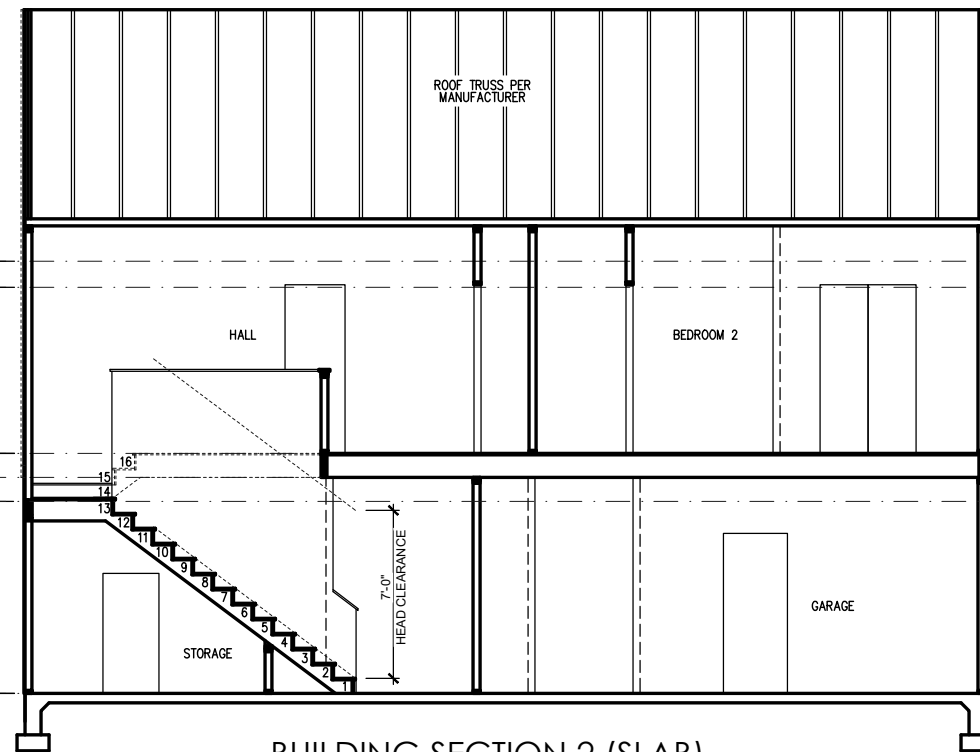 ROOF TRUSS PER
MANUFACTURER
HALL
BEDROOM 2
16
15
14
13
12
11
10
9
8
7
6
5
4
3
2
1
7'-0"
HEAD CLEARANCE
GARAGE
STORAGE
BUILDING SECTION 2 (SLAB)